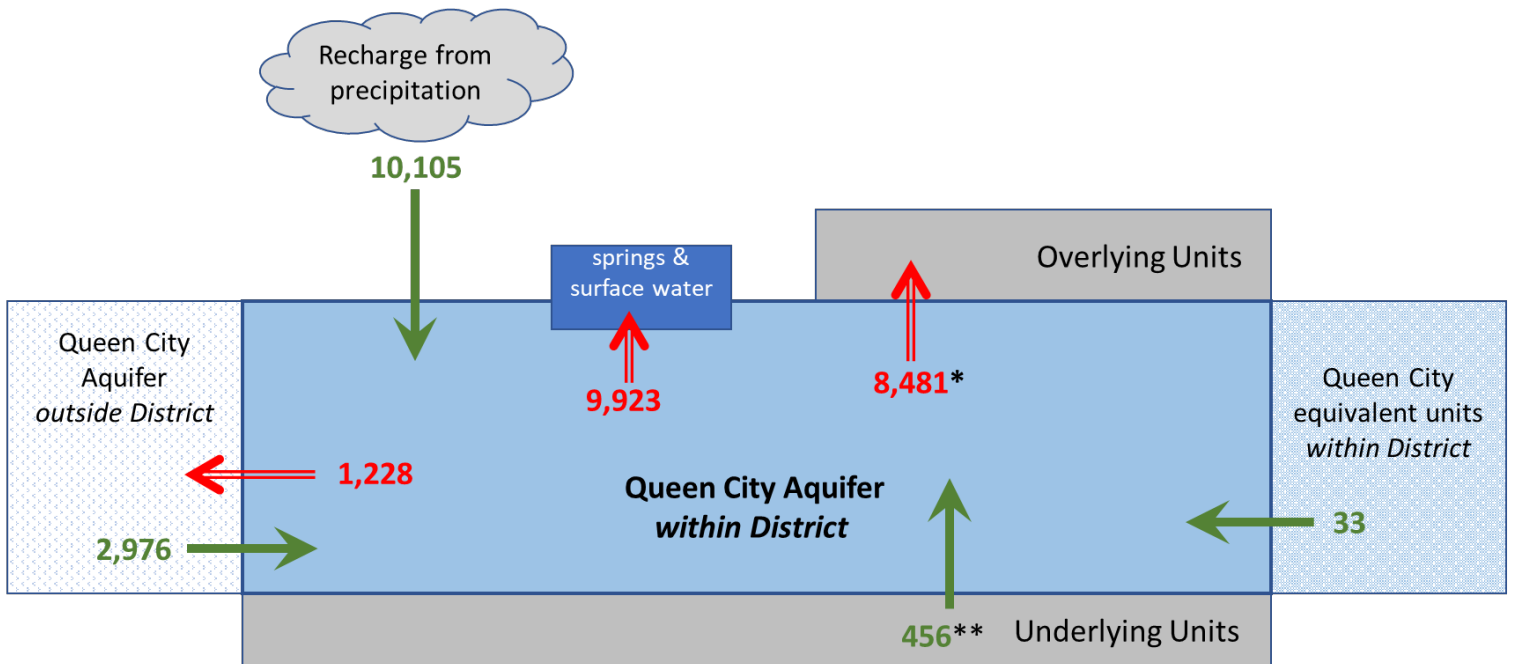 Recharge from
precipitation
10,105
springs &
surface water
Overlying Units
9,923
8,481*
Queen City
Aquifer
outside District
Queen City
equivalent units
within District
1,228
Queen City Aquifer
within District
2,976
33
456**
Underlying Units